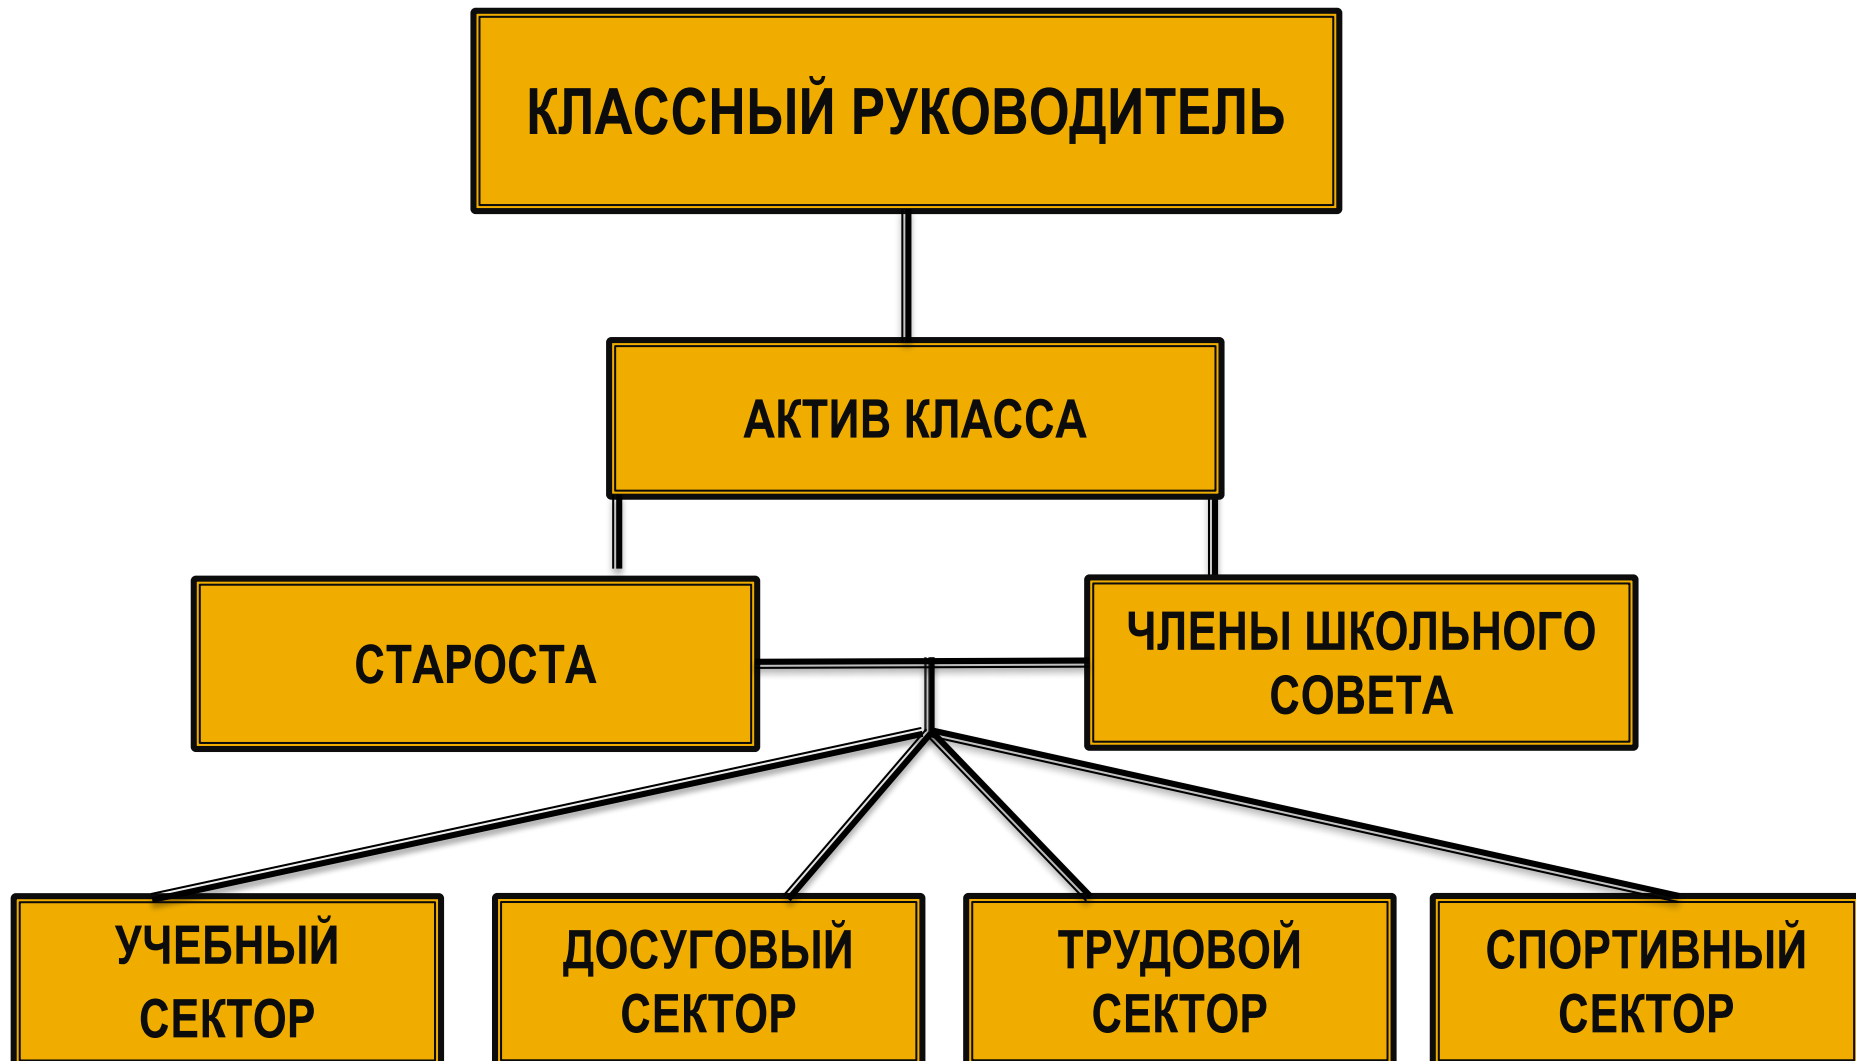 КЛАССНЫЙ РУКОВОДИТЕЛЬ
АКТИВ КЛАССА
СТАРОСТА
ЧЛЕНЫ ШКОЛЬНОГО
СОВЕТА
УЧЕБНЫЙ
СЕКТОР
ДОСУГОВЫЙ
СЕКТОР
ТРУДОВОЙ
СЕКТОР
СПОРТИВНЫЙ
СЕКТОР